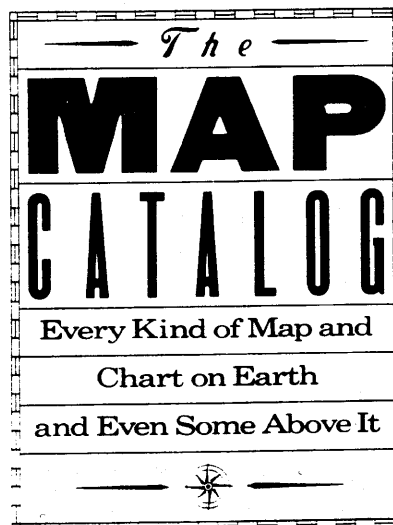 The
MAP
CATALOG
Every Kind of Map and
Chart on Earth
and Even Some Above It